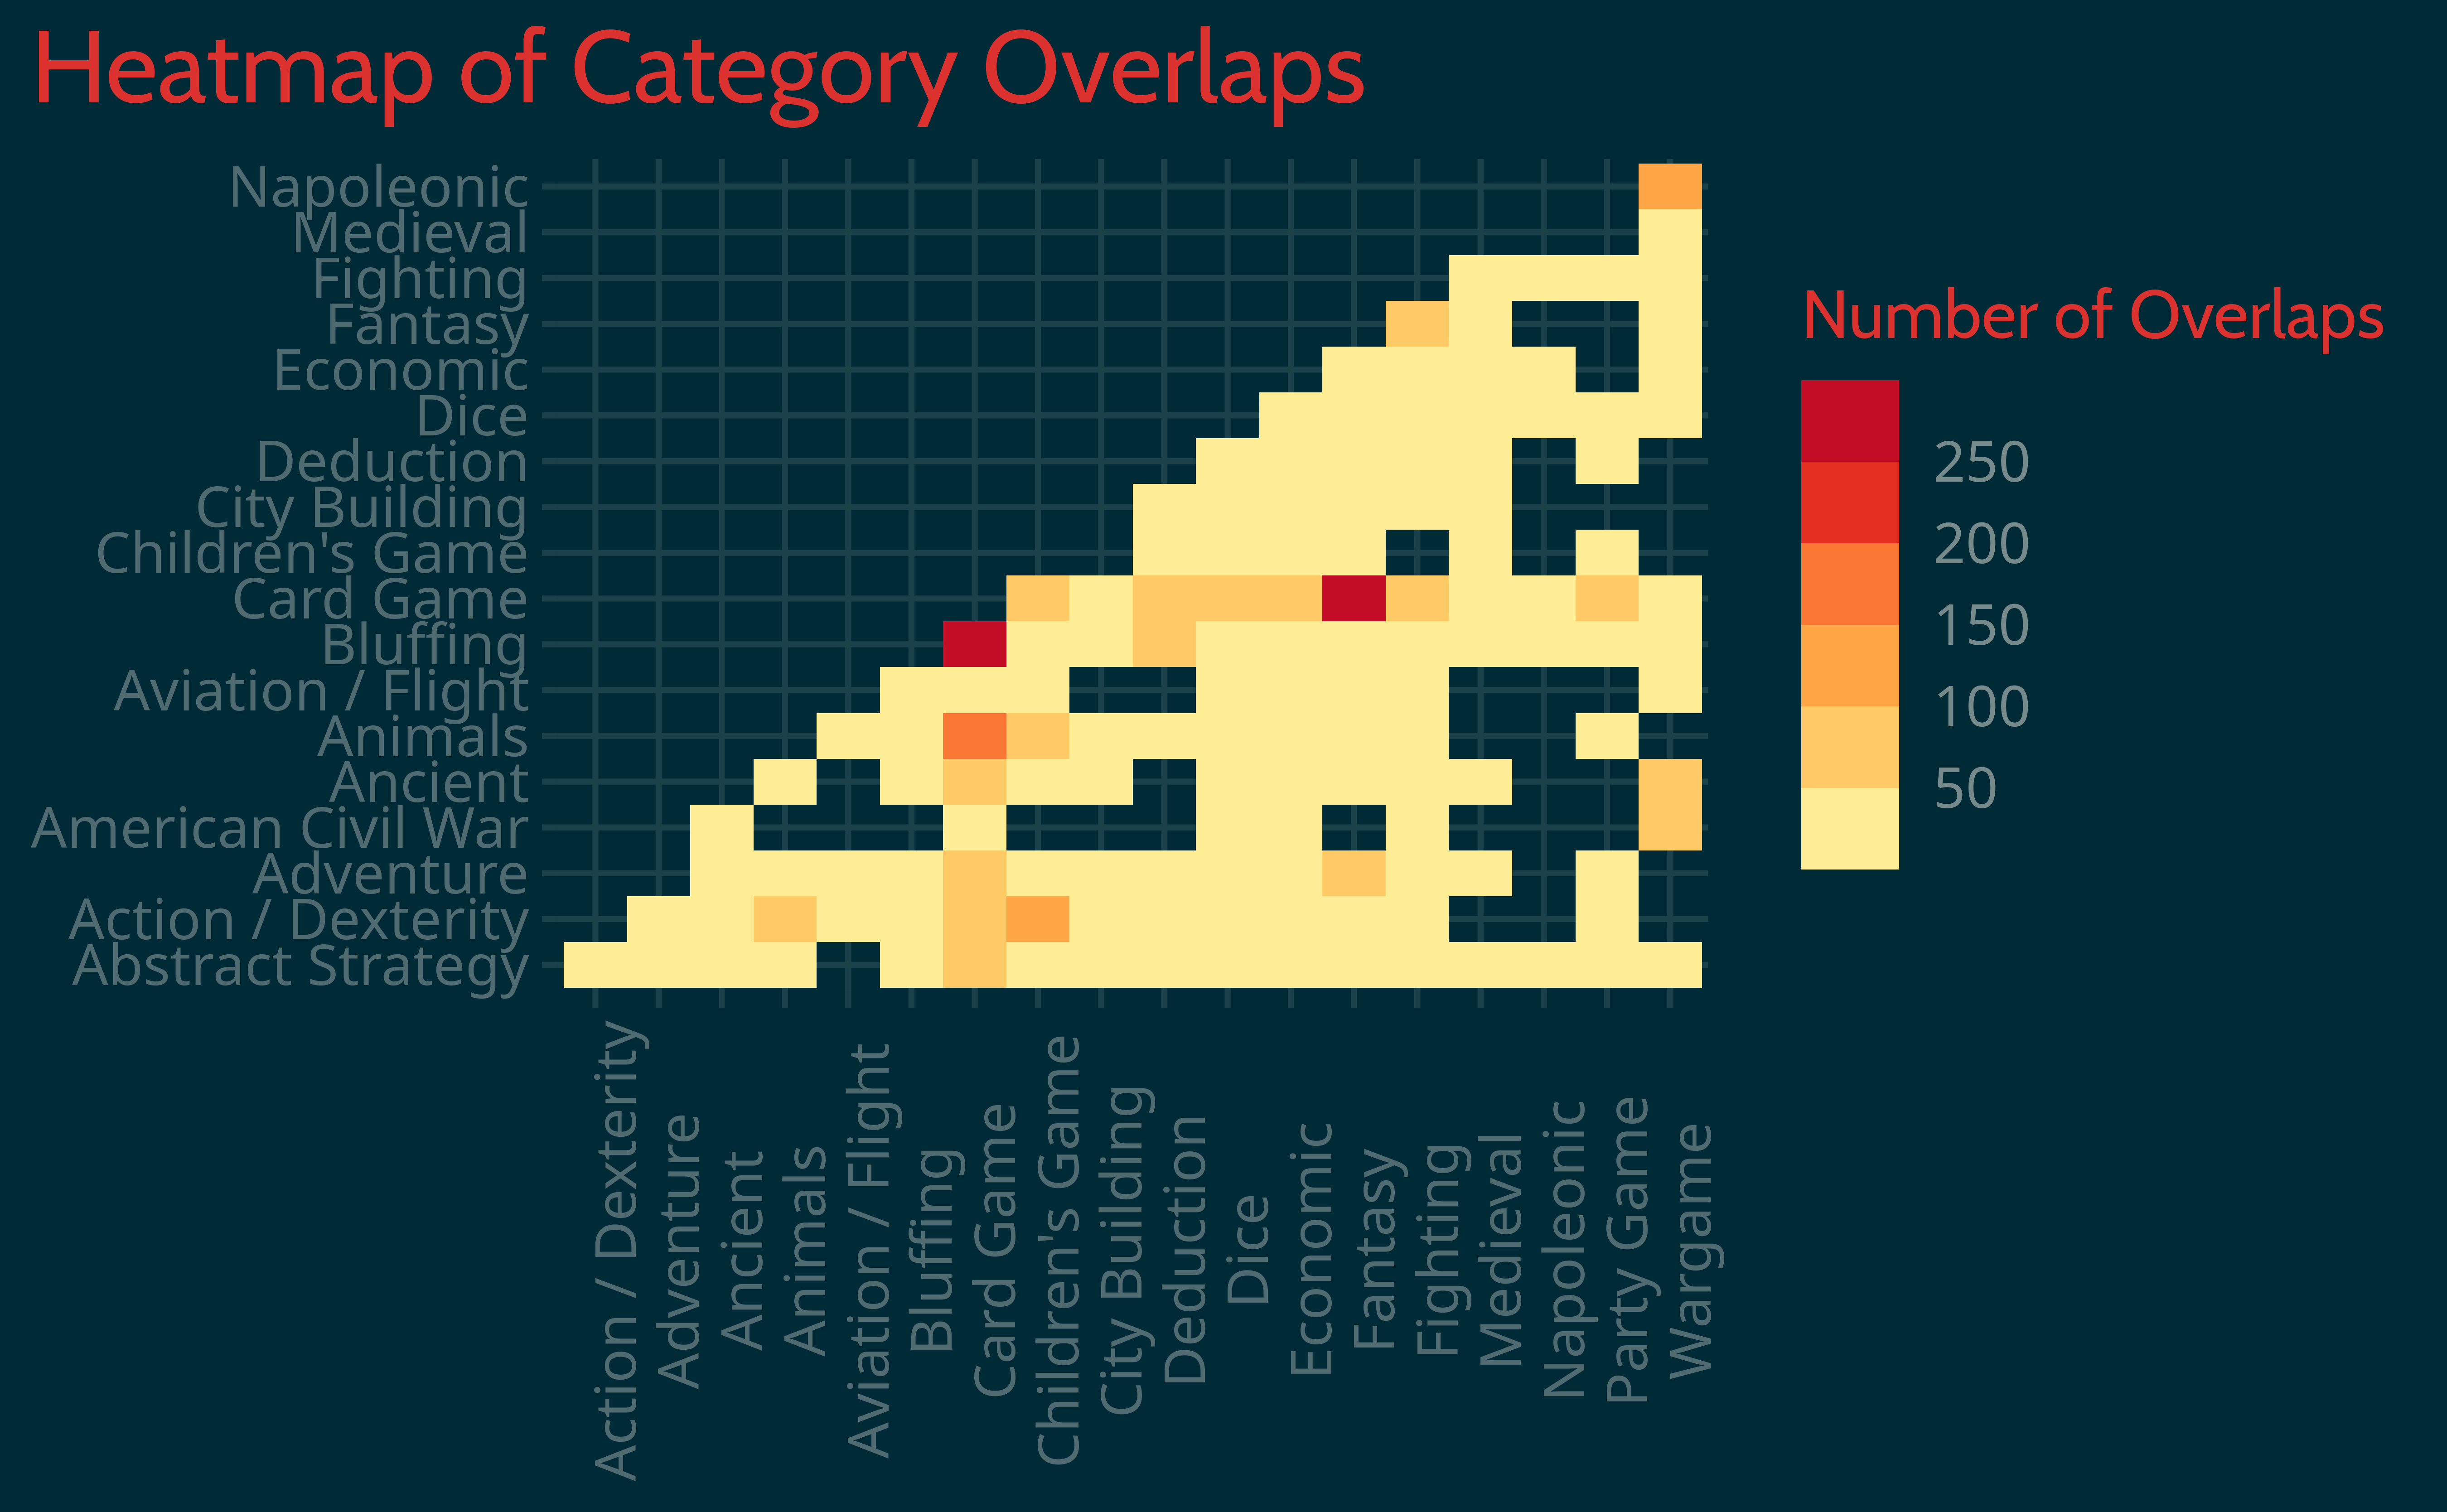 Heatmap of Category Overlaps
Napoleonic
Medieval
Fighting
Fantasy
Economic
Dice
Deduction
City Building
Children's Game
Card Game
Bluffing
Aviation / Flight
Animals
Ancient
American Civil War
Adventure
Action / Dexterity
Abstract Strategy
Action / Dexterity
Adventure
Ancient
Animals
Aviation / Flight
Bluffing
Card Game
Children's Game
City Building
Deduction
Dice
Economic
Fantasy
Fighting
Medieval
Napoleonic
Party Game
Wargame
Number of Overlaps
250
200
150
100
50